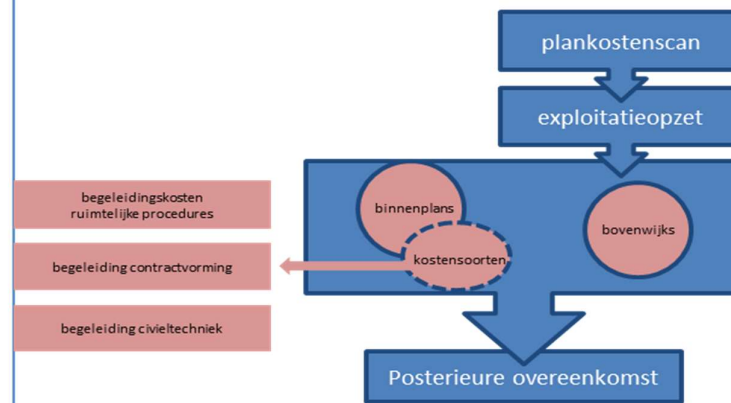 plankostenscan
exploitatieopzet
begeleidingskosten
ruimtelijke procedures
begeleiding contractvorming
begeleiding civieltechniek
binnenplans
kostensoorten
bovenwijks
Posterieure overeenkomst